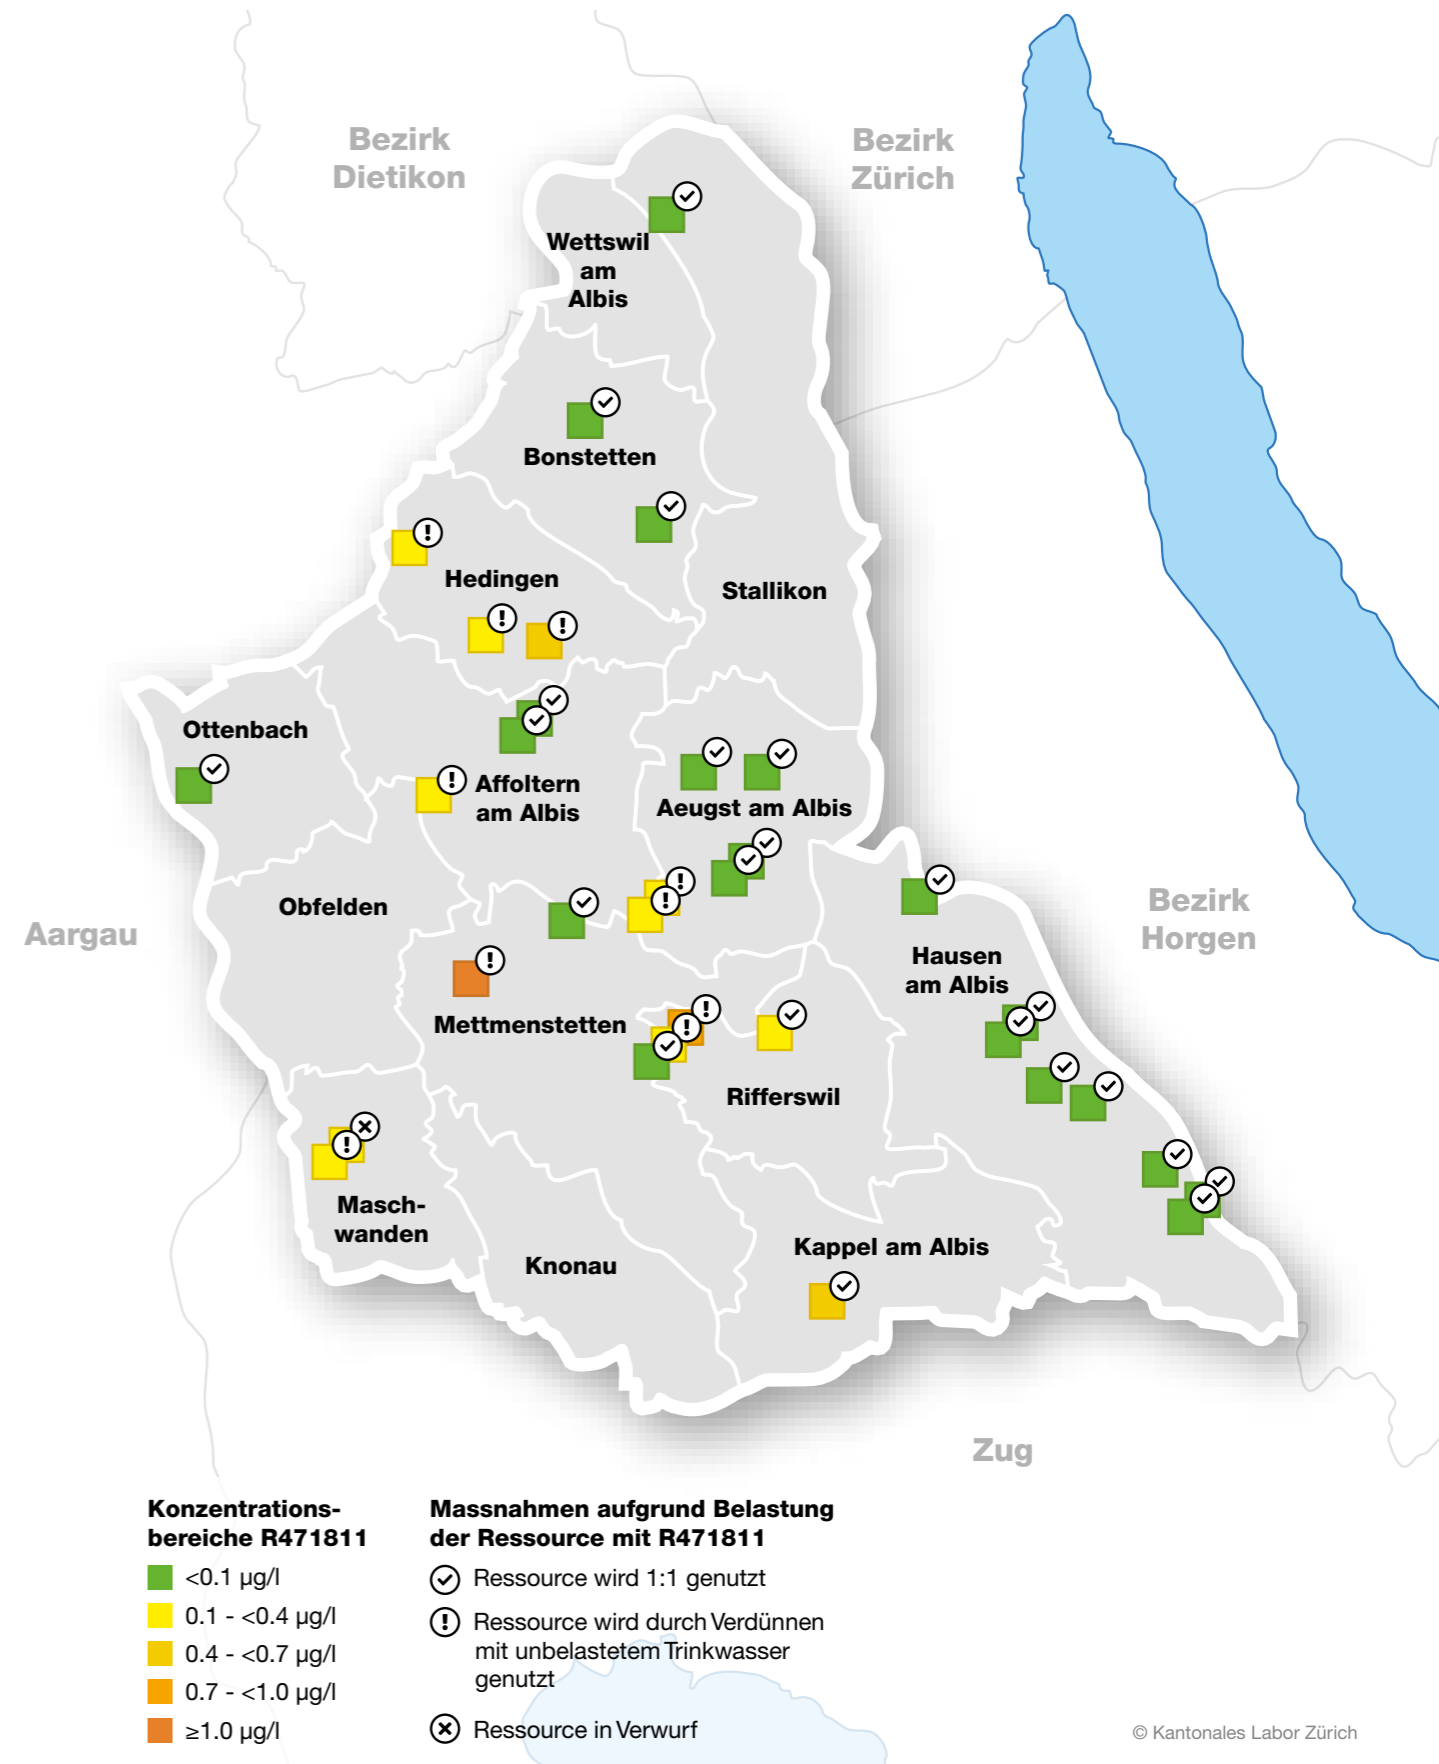 Bezirk
Dietikon
Bezirk
Zürich
Wettswil
am
Albis
Bonstetten
Hedingen
Stallikon
Ottenbach
Affoltern
am Albis
Aeugst am Albis
Obfelden
Aargau
Bezirk
Horgen
Hausen
am Albis
Mettmenstetten
Rifferswil
Masch-
wanden
Knonau
Kappel am Albis
Zug
Konzentrations-
bereiche R471811
<0.1 µg/l
0.1 - <0.4 µg/l
0.4 - <0.7 µg/l
0.7 - <1.0 µg/l
≥1.0 µg/l
Massnahmen aufgrund Belastung
der Ressource mit R471811
Ressource wird 1:1 genutzt
Ressource wird durch Verdünnen
mit unbelastetem Trinkwasser
genutzt
Ressource in Verwurf
© Kantonales Labor Zürich